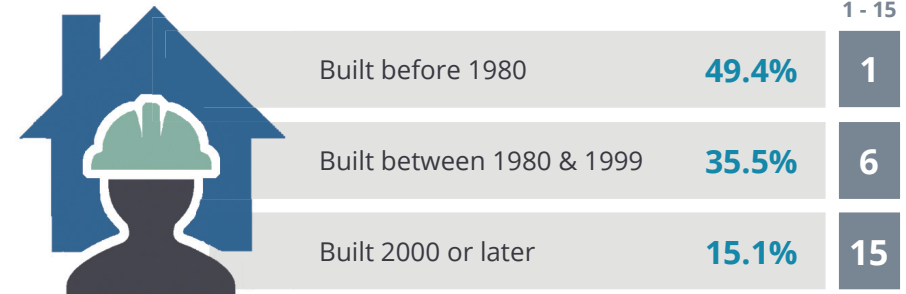 1 - 15
Built before 1980 49.4% 1
Built between 1980 & 1999 35.5% 6
Built 2000 or later 15.1% 15